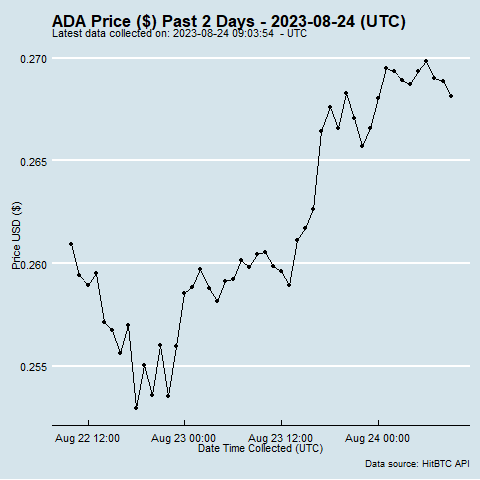 ADA Price ($) Past 2 Days - 2023-08-24 (UTC)
Latest data collected on: 2023-08-24 09:03:54  - UTC
0.270
0.265
0.260
0.255
Price USD ($)
Aug 22 12:00 Aug 23 00:00 Aug 23 12:00 Aug 24 00:00
Date Time Collected (UTC)
Data source: HitBTC API